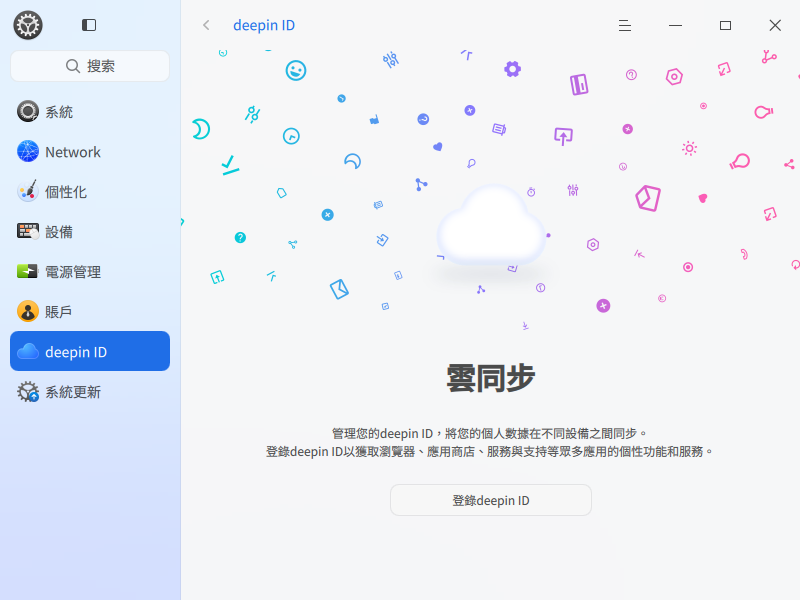 搜索
系統
Network
個性化
設備
電源管理
賬戶
deepin ID
系統更新
deepin ID
雲同步
管理您的deepin ID，將您的個人數據在不同設備之間同步。
登錄deepin ID以獲取瀏覽器、應用商店、服務與支持等眾多應用的個性功能和服務。
登錄deepin ID